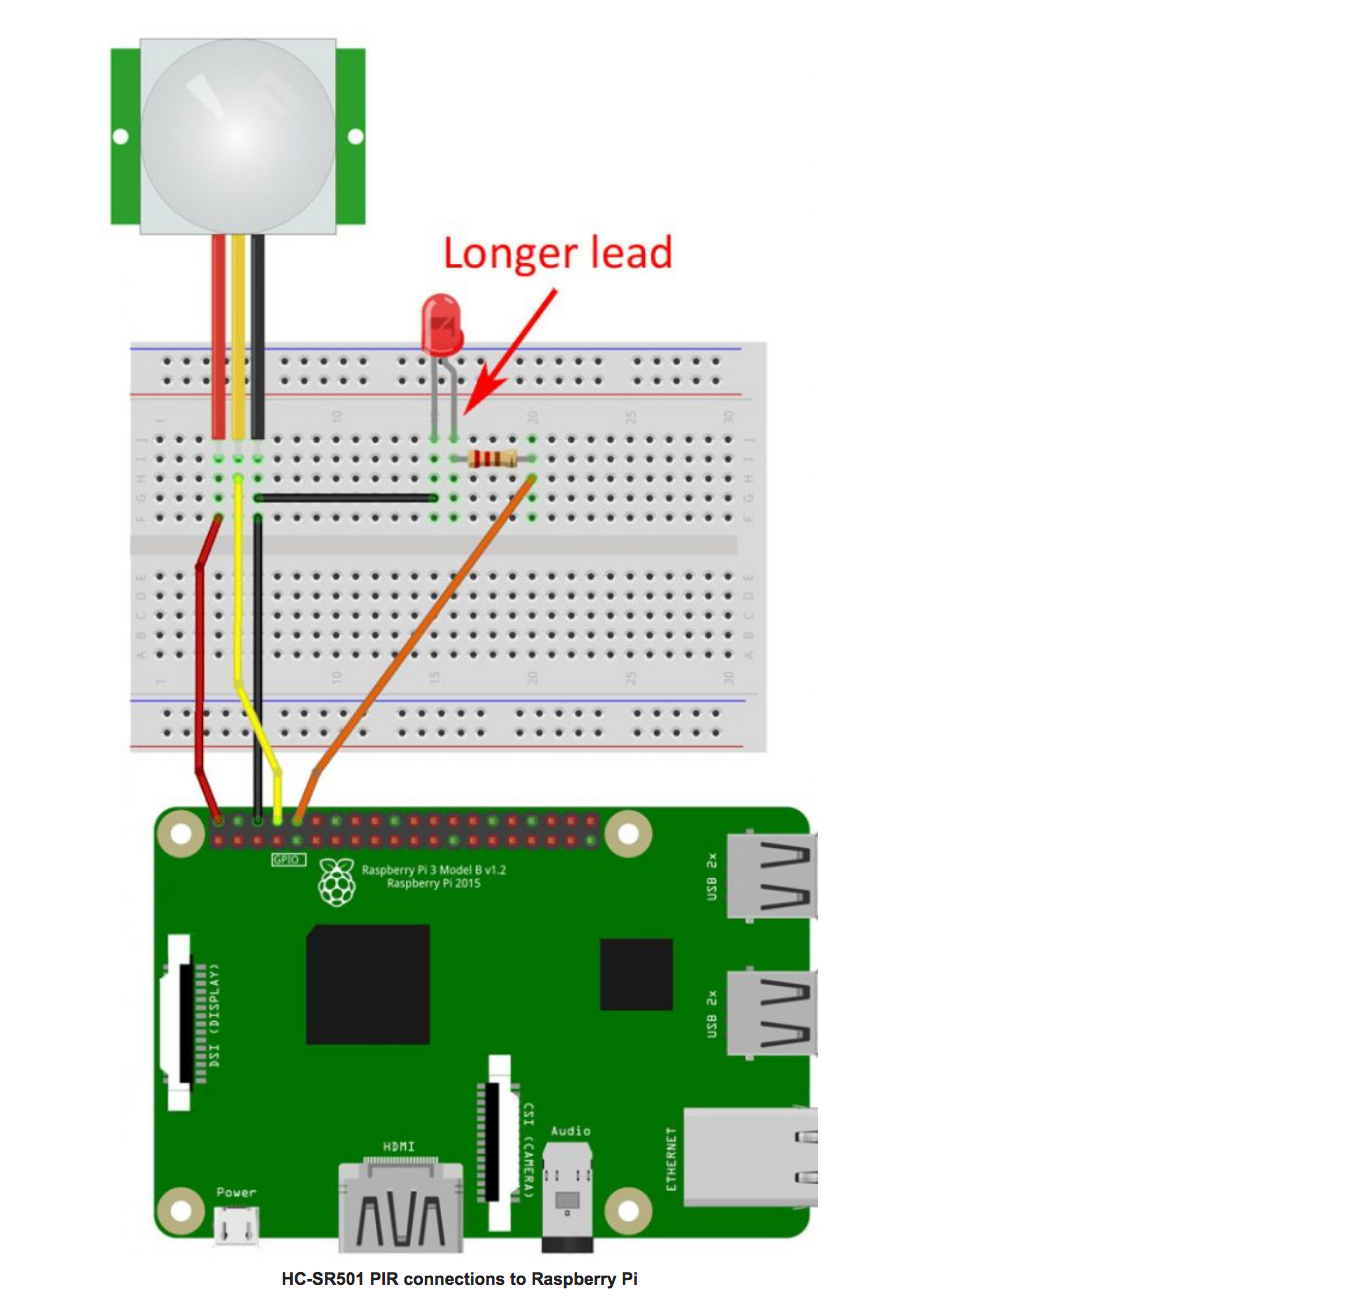 Longer lead
1
10
15
20
25
30
J
I
H
G
F
J
I
H
G
F
E
D
C
B
A
E
D
C
B
A
1
10
15
20
25
30
GPIO
Raspberry Pi 3 Model B v1.2
Raspberry Pi 2015
USB 2x
DSI (DISPLAY)
USB 2x
CSI (CAMERA)
Audio
ETHERNET
HDMI
Power
HC-SR501 PIR connections to Raspberry Pi